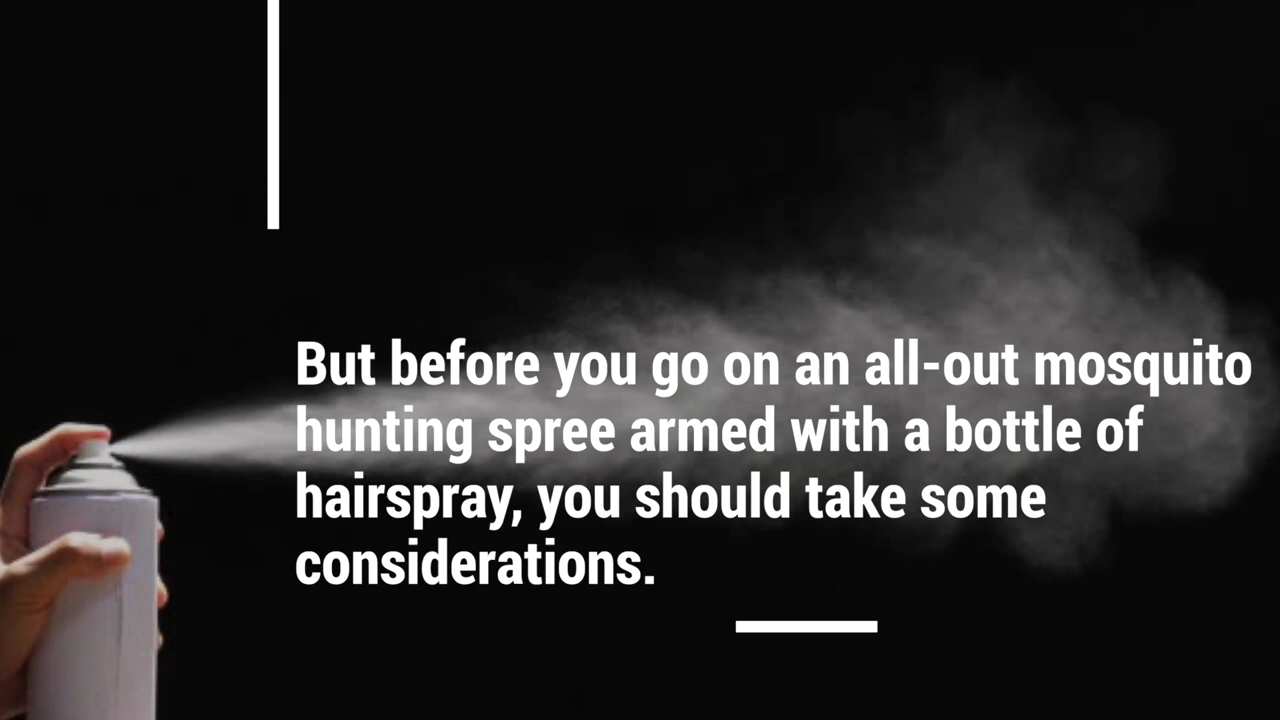 But before you go on an all-out mosquito
hunting spree armed with a bottle of
hairspray, you should take some
considerations.